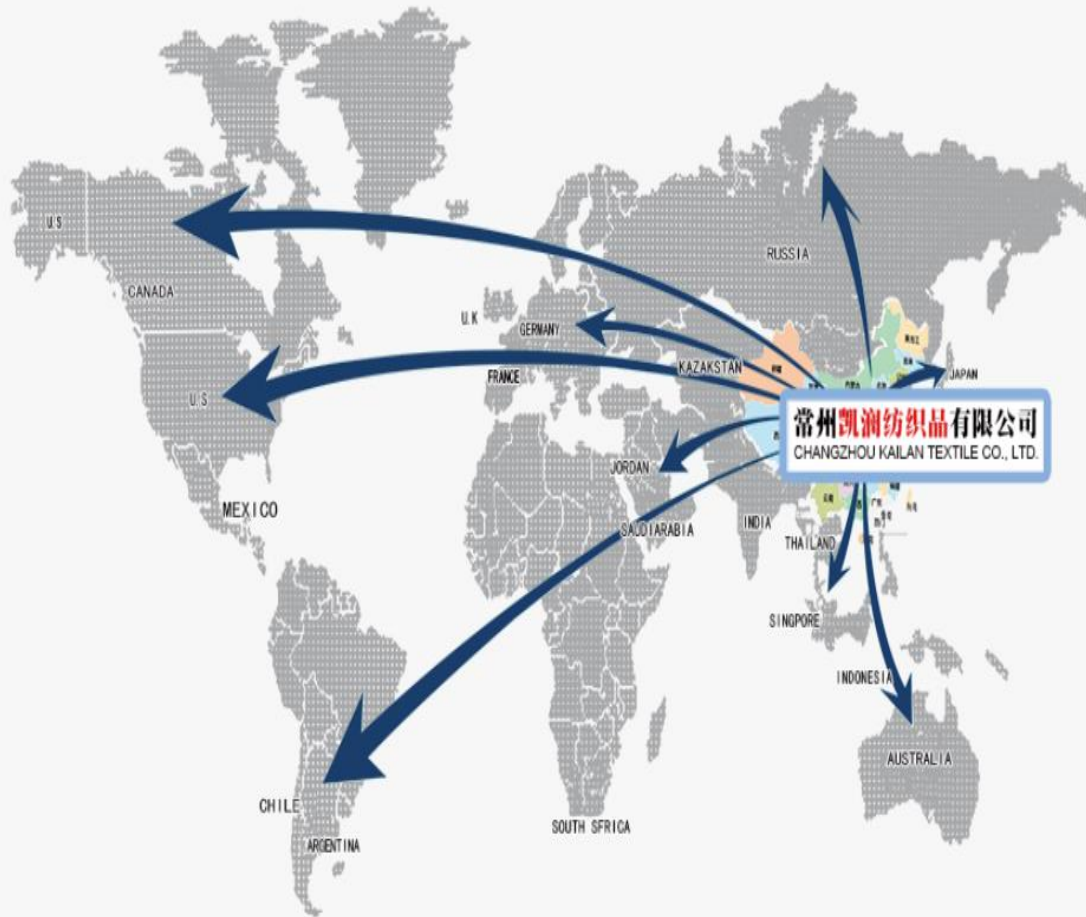 RUSSIA
U.S
CANADA
U.K
GERMANY
KAZAKSTAN
JAPAN
FRANCE
U.S
常州凯润纺织品有限公司
CHANGZHOU KAILAN TEXTILE CO., LTD.
JORDAN
MEXICO
SAUDIARABIA
INDIA
THAILAND
SINGPORE
INDONESIA
AUSTRALIA
CHILE
ARGENTINA
SOUTH SFRICA